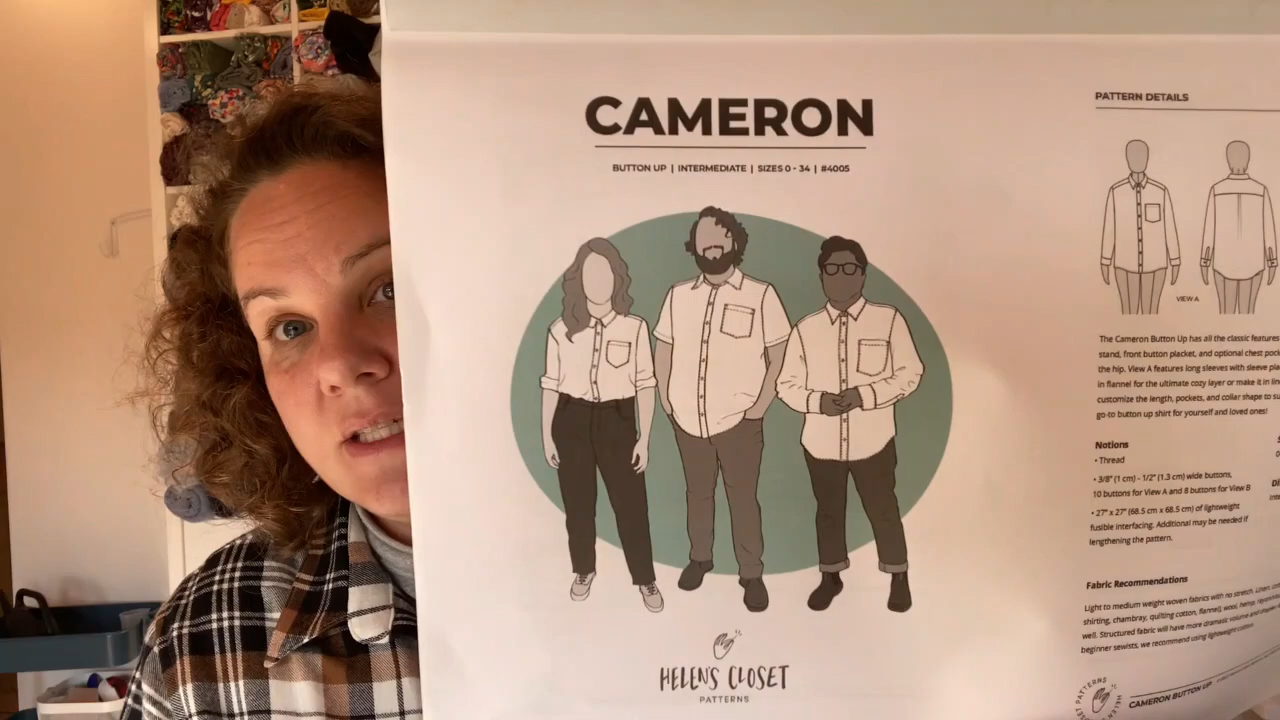 CAMERON
BUTTON UP | INTERMEDIATE | SIZES 0 - 34 | #4005
HELEN'S CLOSET
PATTERNS
PATTERN DETAILS
VIEW A
The Cameron Button Up has all the classic features
stand, front button placket, and optional chest
the hip. View A features long sleeves with sleeve
in flannel for the ultimate cozy layer or make it in
customize the length, pockets, and collar shape to
go-to button up shirt for yourself and loved ones!
Notions
• Thread
• 3/8" (1 cm) - 1/2" (1.3 cm) wide buttons,
10 buttons for View A and 8 buttons for View B
• 27" x 27" (68.5 cm x 68.5 cm) of lightweight
fusible interfacing. Additional may be needed if
lengthening the pattern.
Fabric Recommendations
Light to medium weight woven fabrics with no stretch. Linen,
shirting, chambray, quilting cotton, flannel, wool, hemp,
well. Structured fabric will have more dramatic volume and
beginner sewists, we recommend using lightweight cottons.
CAMERON BUTTON UP